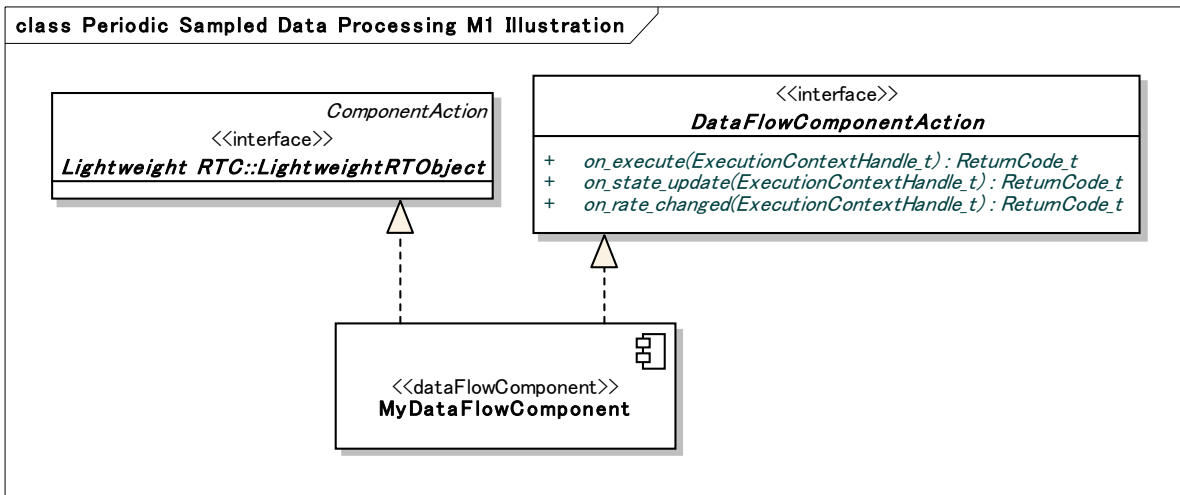 class Periodic Sampled Data Processing M1 Illustration
ComponentAction
<<interface>>
Lightweight RTC::LightweightRTObject
<<interface>>
DataFlowComponentAction
+ on_execute(ExecutionContextHandle_t) : ReturnCode_t
+ on_state_update(ExecutionContextHandle_t) : ReturnCode_t
+ on_rate_changed(ExecutionContextHandle_t) : ReturnCode_t
<<dataFlowComponent>>
MyDataFlowComponent